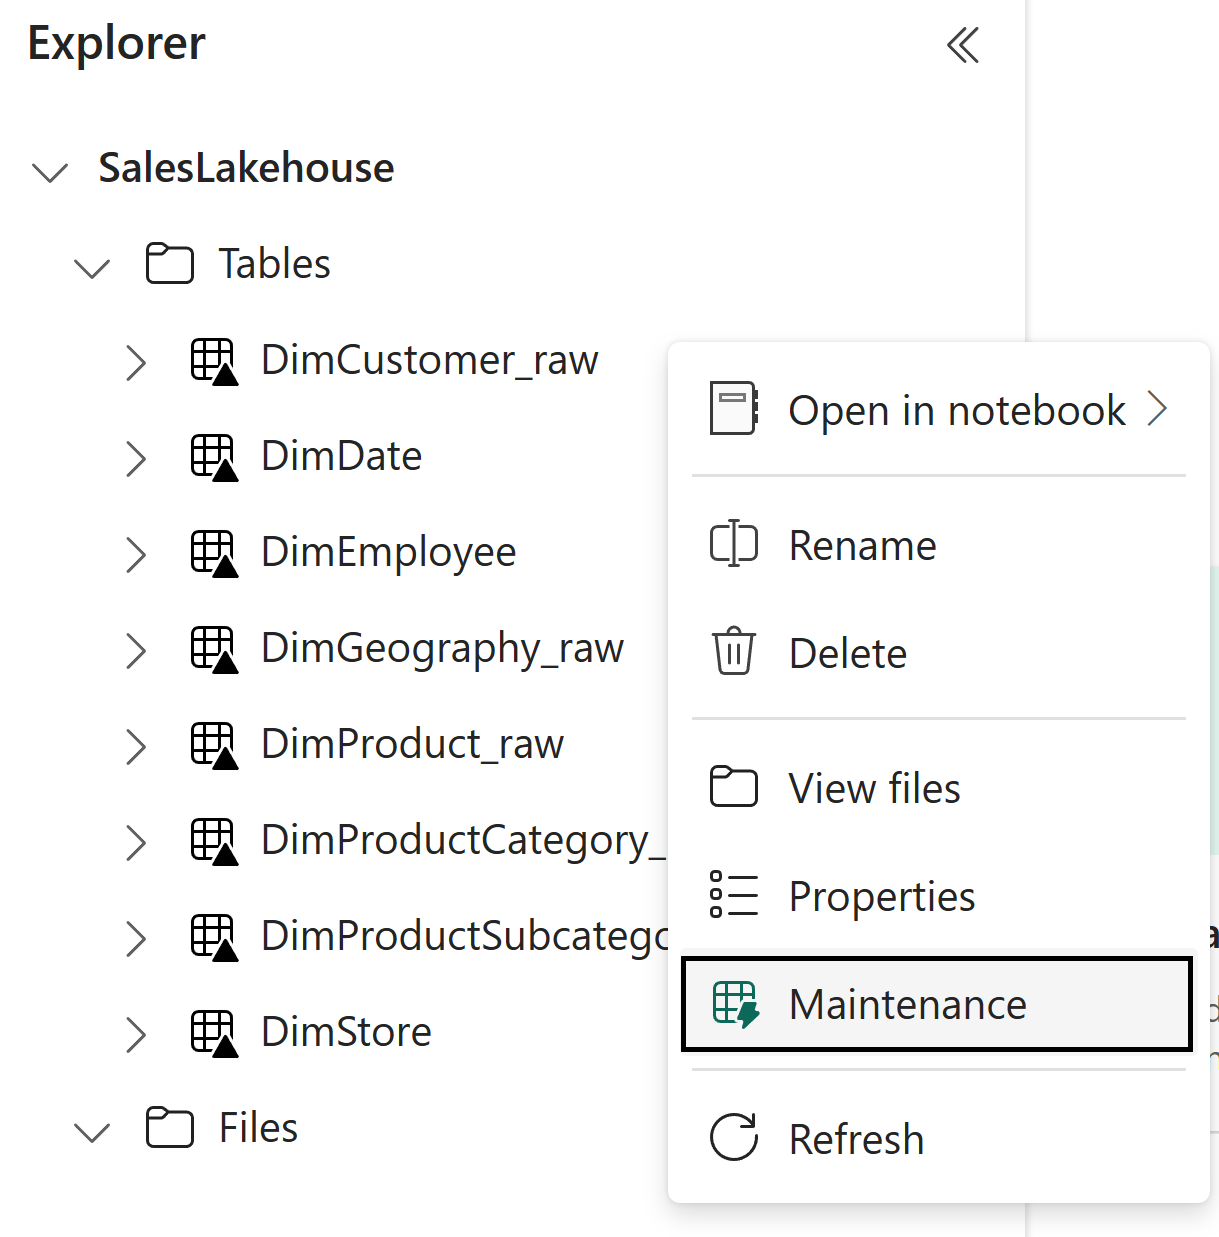 Explorer
SalesLakehouse
Tables
DimCustomer_raw
DimDate
DimEmployee
DimGeography_raw
DimProduct_raw
DimProductCategory_
DimProductSubcatego
DimStore
Files
Open in notebook
Rename
Delete
View files
Properties
Maintenance
Refresh